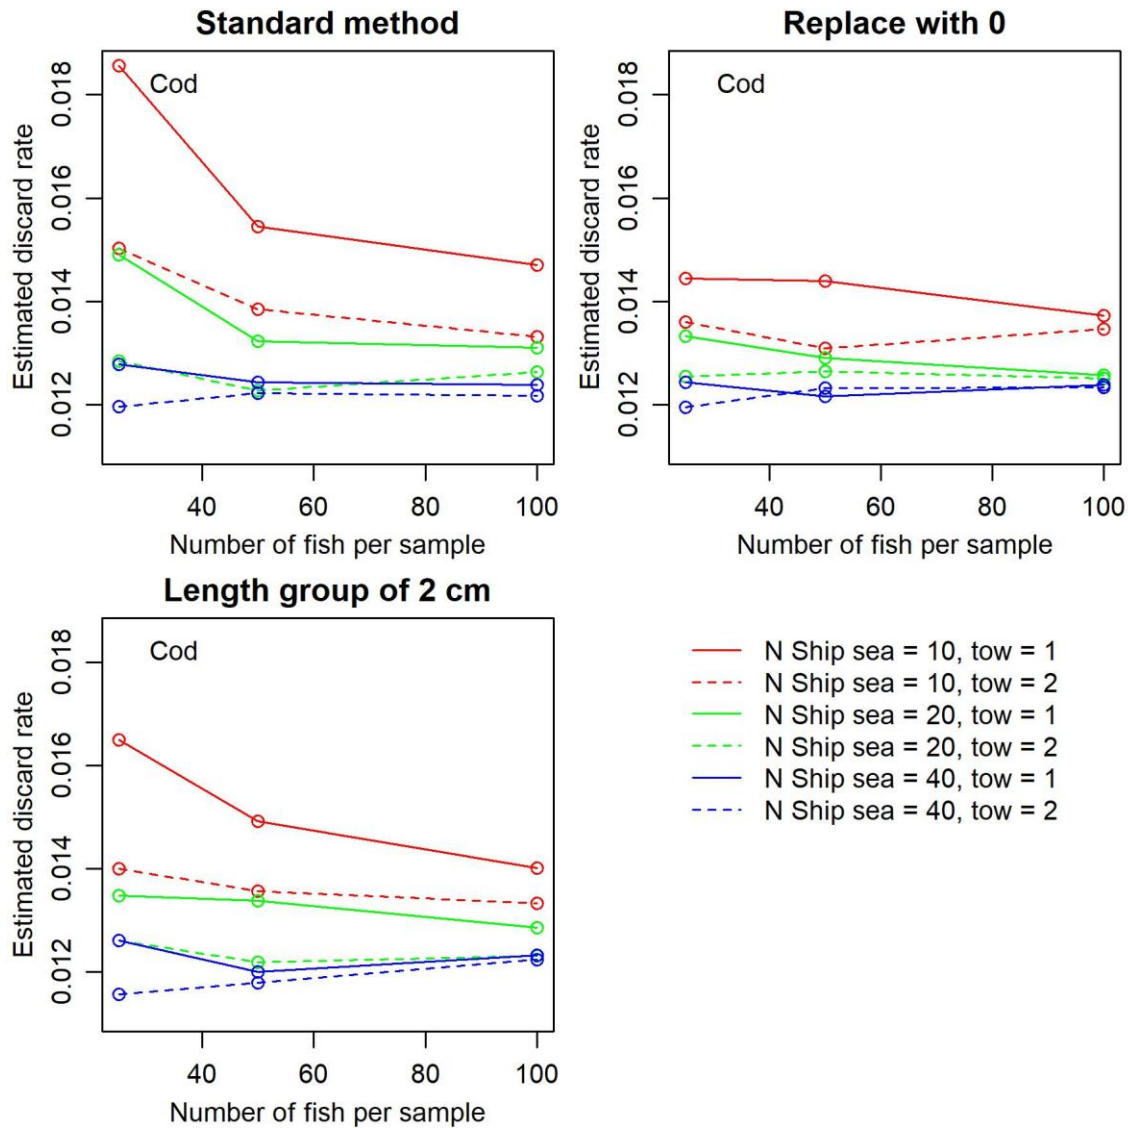 Standard method
Cod
Estimated discard rate
0.012 0.014 0.016 0.018
40 60 80 100
Number of fish per sample
Replace with 0
Cod
Estimated discard rate
0.012 0.014 0.016 0.018
40 60 80 100
Number of fish per sample
Length group of 2 cm
Cod
Estimated discard rate
0.012 0.014 0.016 0.018
40 60 80 100
Number of fish per sample
N Ship sea = 10, tow = 1
N Ship sea = 10, tow = 2
N Ship sea = 20, tow = 1
N Ship sea = 20, tow = 2
N Ship sea = 40, tow = 1
N Ship sea = 40, tow = 2